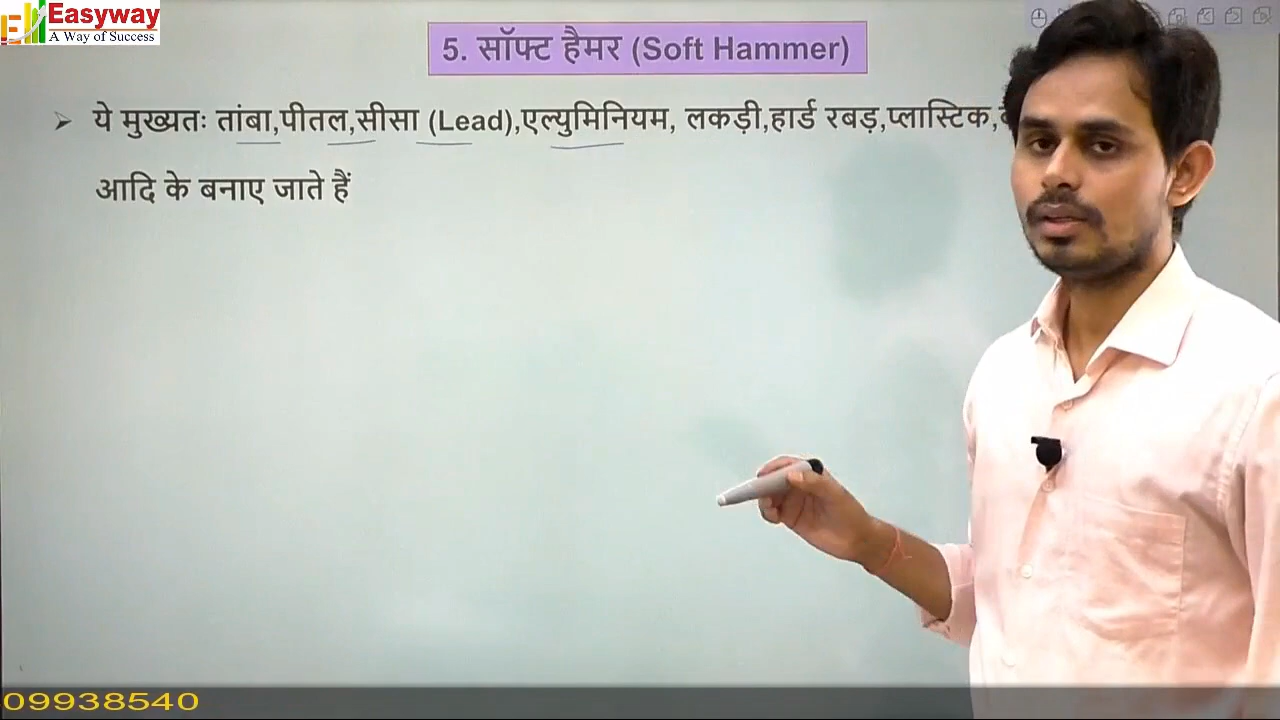 Easyway
A Way of Success
5. सॉफ्ट हैमर (Soft Hammer)
➢ ये मुख्यतः तांबा,पीतल,सीसा (Lead),एल्युमिनियम, लकड़ी,हार्ड रबड़,प्लास्टिक,
आदि के बनाए जाते हैं
09938540